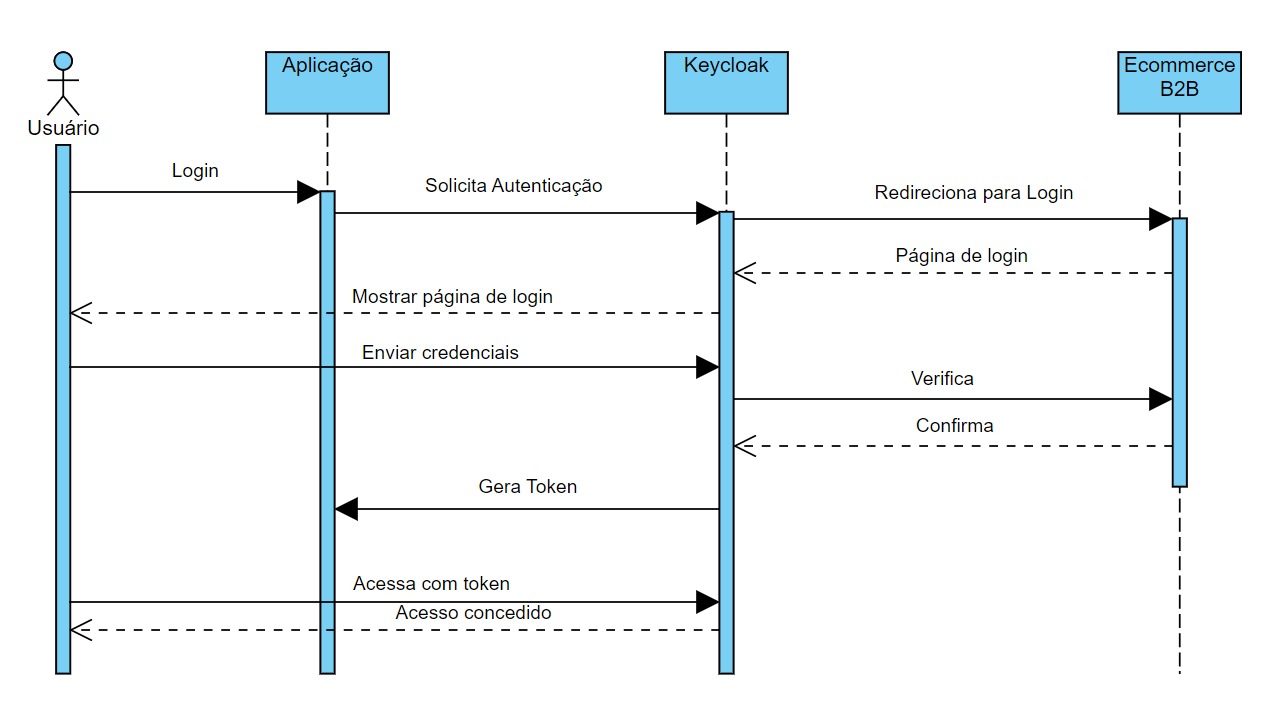 Aplicação
Keycloak
Ecommerce
B2B
Usuário
Login
Solicita Autenticação
Redireciona para Login
Página de login
Mostrar página de login
Enviar credenciais
Verifica
Confirma
Gera Token
Acessa com token
Acesso concedido